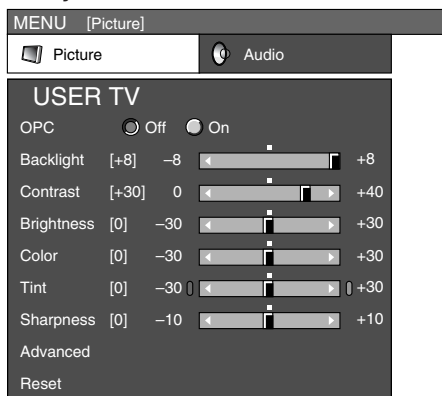 MENU [Picture]
Picture Audio
USER TV
OPC Off On
Backlight [+8] –8 +8
Contrast [+30] 0 +40
Brightness [0] –30 +30
Color [0] –30 +30
Tint [0] –30 +30
Sharpness [0] –10 +10
Advanced
Reset